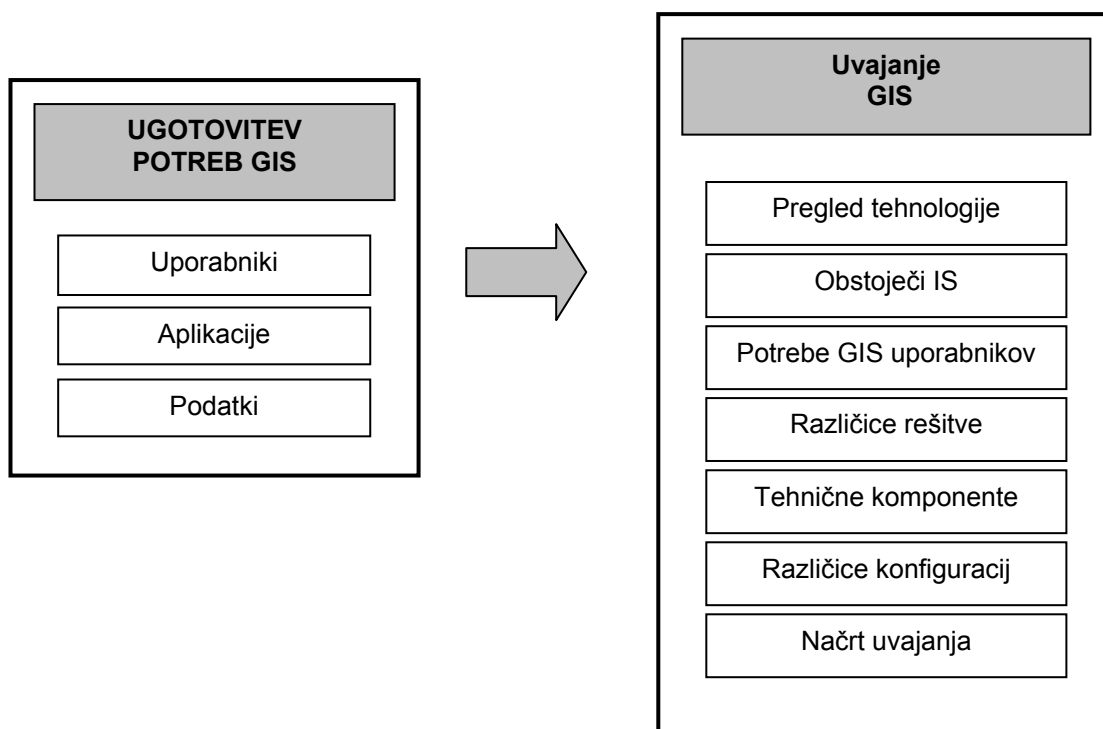 UGOTOVITEV
POTREB GIS
Uporabniki
Aplikacije
Podatki
Uvajanje
GIS
Pregled tehnologije
Obstoječi IS
Potrebe GIS uporabnikov
Različice rešitve
Tehnične komponente
Različice konfiguracij
Načrt uvajanja